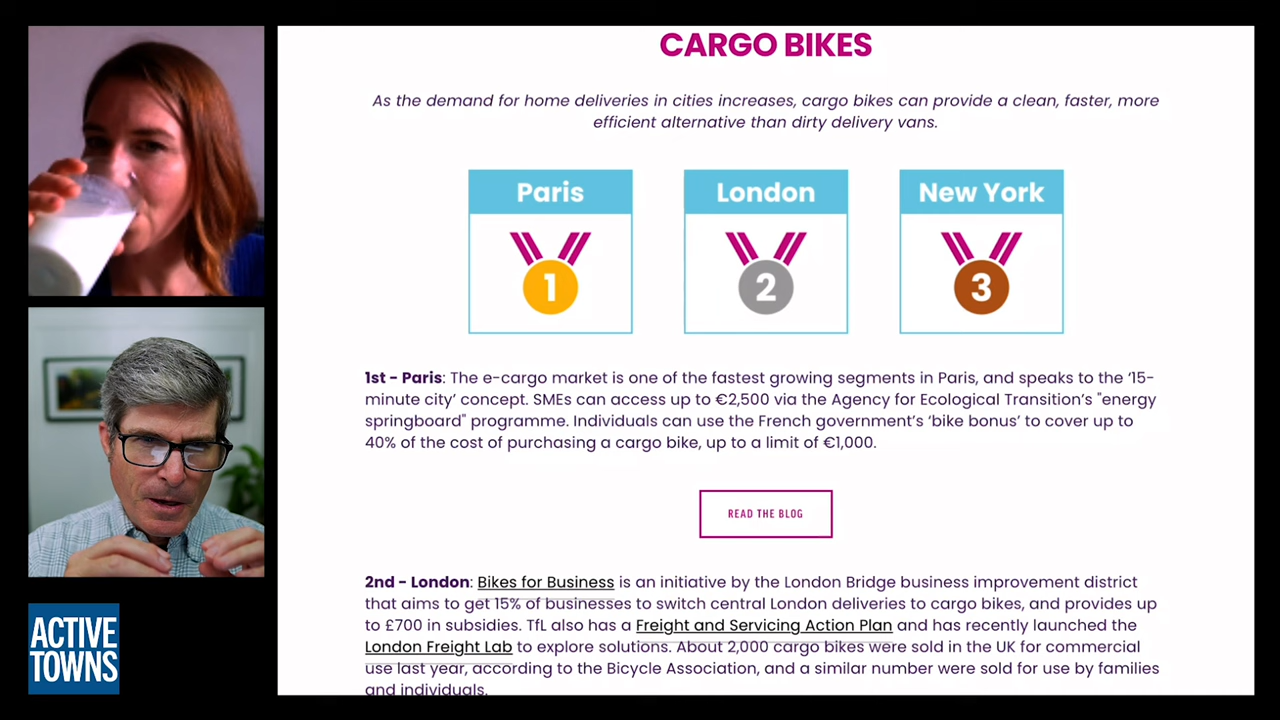 CARGO BIKES
As the demand for home deliveries in cities increases, cargo bikes can provide a clean, faster, more
efficient alternative than dirty delivery vans.
Paris
London
New York
1
2
3
1st - Paris: The e-cargo market is one of the fastest growing segments in Paris, and speaks to the ‘15-
minute city’ concept. SMEs can access up to €2,500 via the Agency for Ecological Transition’s "energy
springboard" programme. Individuals can use the French government’s ‘bike bonus’ to cover up to
40% of the cost of purchasing a cargo bike, up to a limit of €1,000.
READ THE BLOG
2nd - London: Bikes for Business is an initiative by the London Bridge business improvement district
that aims to get 15% of businesses to switch central London deliveries to cargo bikes, and provides up
to £700 in subsidies. TfL also has a Freight and Servicing Action Plan and has recently launched the
London Freight Lab to explore solutions. About 2,000 cargo bikes were sold in the UK for commercial
use last year, according to the Bicycle Association, and a similar number were sold for use by families
and individuals.
ACTIVE
TOWNS